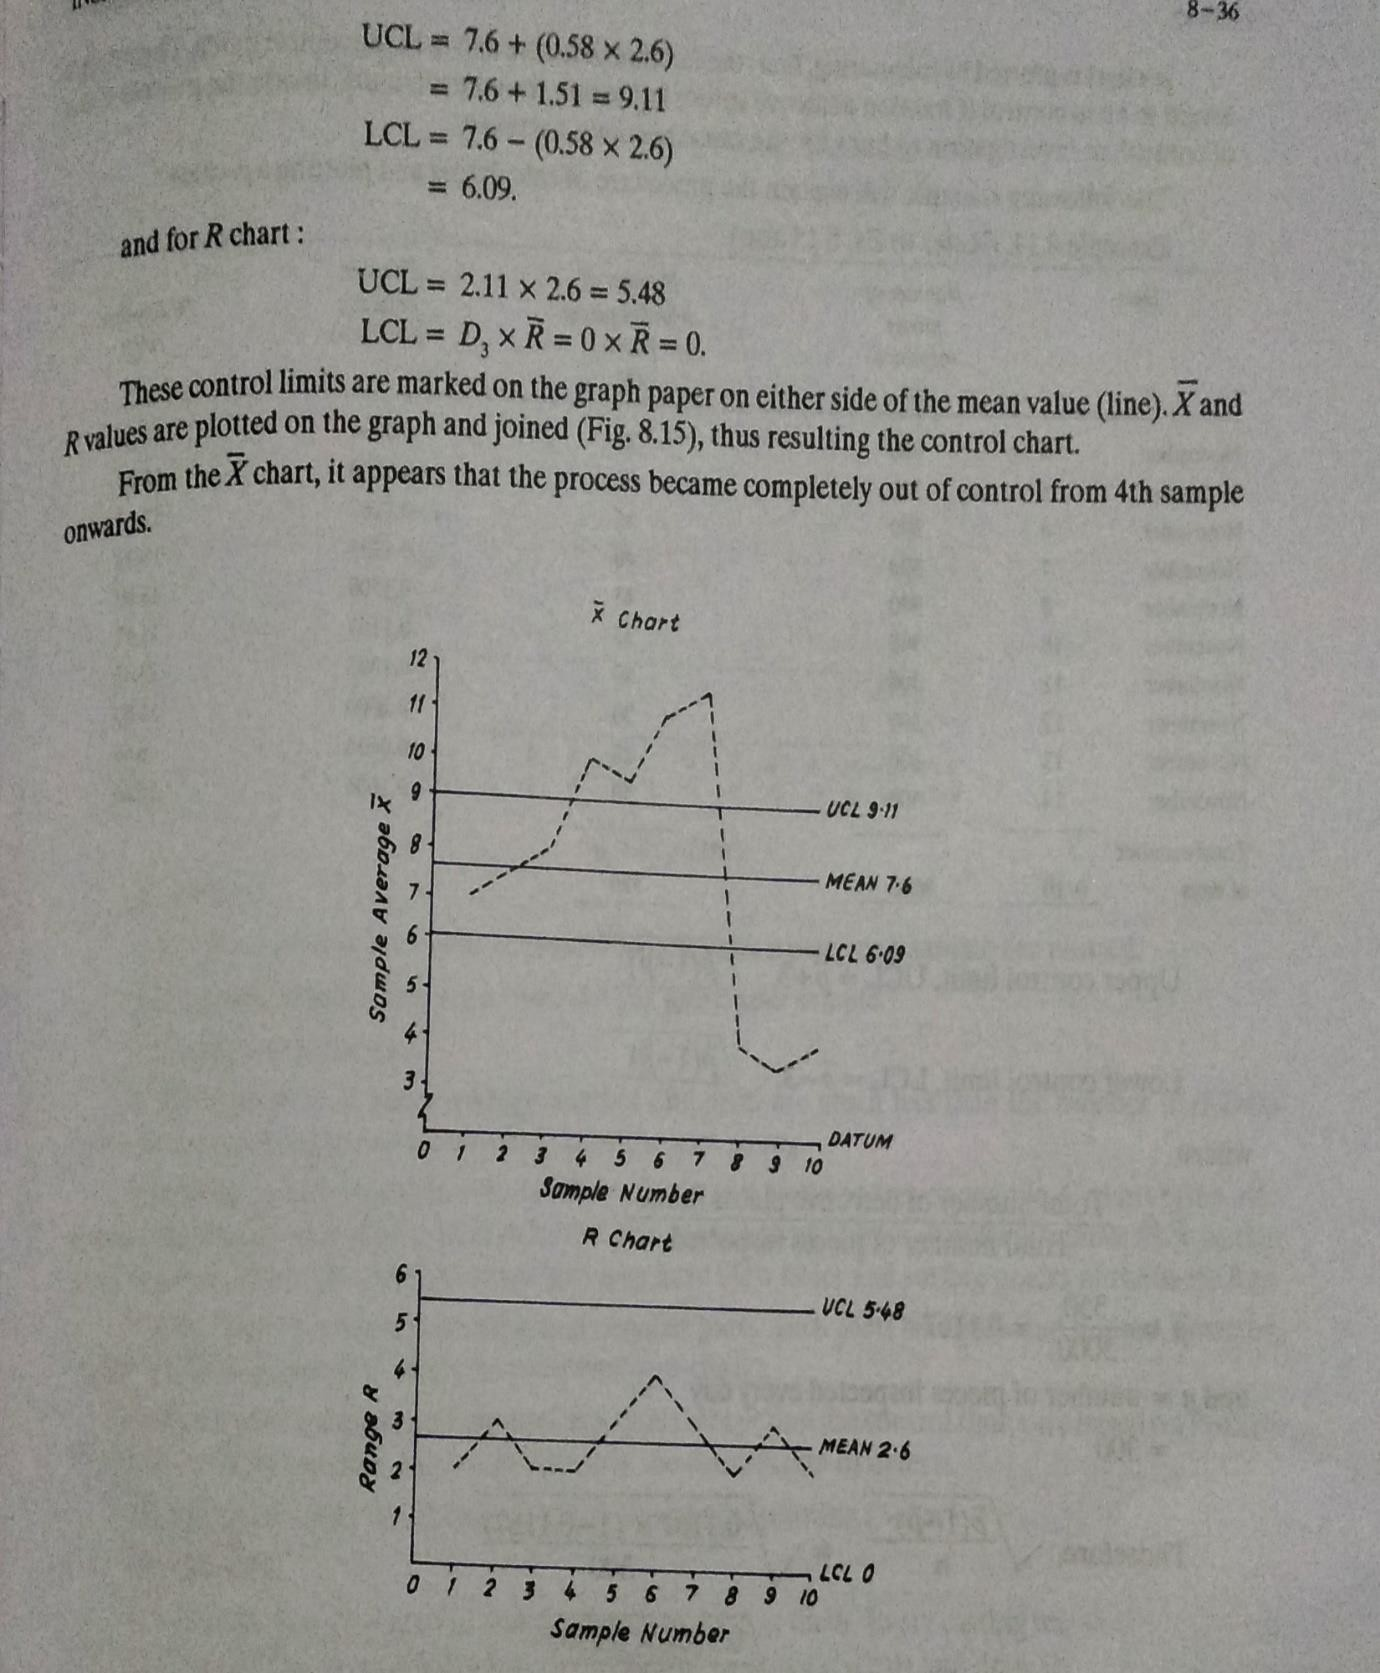 8-36
UCL = 7.6 + (0.58 × 2.6)
= 7.6 + 1.51 = 9.11
LCL = 7.6 – (0.58 × 2.6)
= 6.09.
and for R chart :
UCL = 2.11 × 2.6 = 5.48
LCL = D₃ × R̅ = 0 × R̅ = 0.
These control limits are marked on the graph paper on either side of the mean value (line). X̅ and
R values are plotted on the graph and joined (Fig. 8.15), thus resulting the control chart.
From the X̅ chart, it appears that the process became completely out of control from 4th sample
onwards.
x̄ Chart
12
11
10
9
8
7
6
5
4
3
Sample Average X̅
UCL 9·11
MEAN 7·6
LCL 6·09
DATUM
0 1 2 3 4 5 6 7 8 9 10
Sample Number
R Chart
6
5
4
3
2
1
Range R
UCL 5·48
MEAN 2·6
LCL 0
0 1 2 3 4 5 6 7 8 9 10
Sample Number